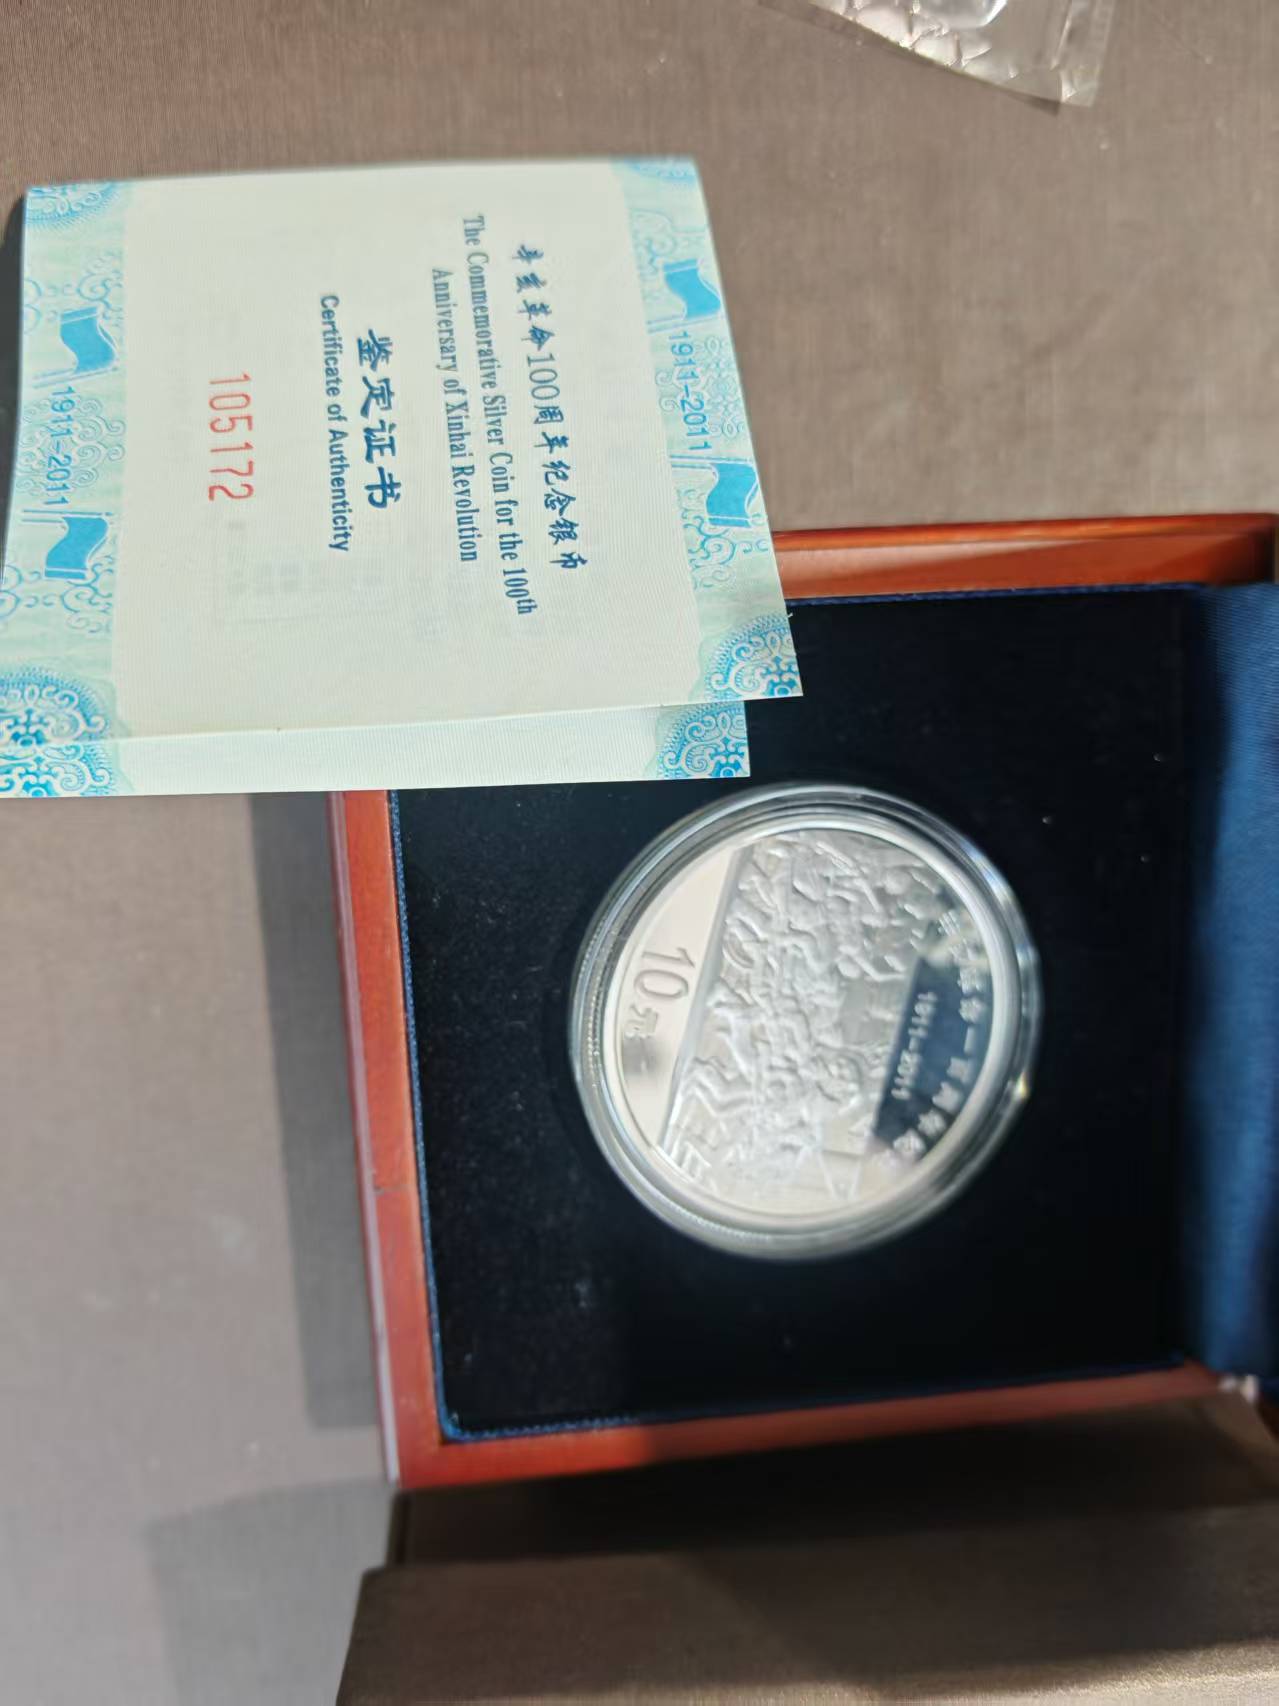 1911-2011
辛亥革命100周年纪念银币
The Commemorative Silver Coin for the 100th
Anniversary of Xinhai Revolution
鉴定证书
Certificate of Authenticity
105172
1911-2011
1911-2011
10元